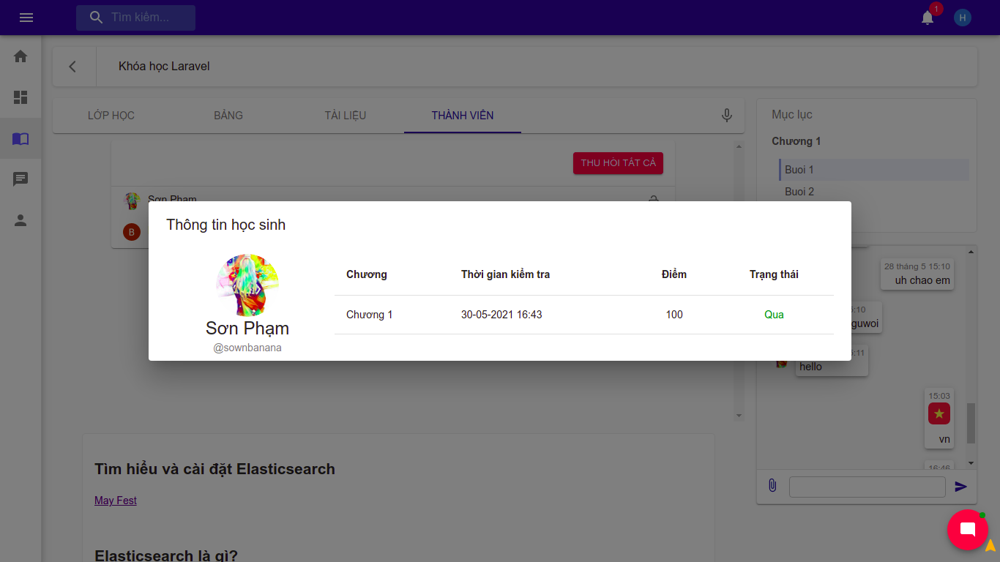 Tìm kiếm...
1
H
Khóa học Laravel
LỚP HỌC
BẢNG
TÀI LIỆU
THÀNH VIÊN
THU HỒI TẤT CẢ
Sơn Phạm
B
Mục lục
Chương 1
Buoi 1
Buoi 2
Thông tin học sinh
Sơn Phạm
@sownbanana
Chương Thời gian kiểm tra Điểm Trạng thái
Chương 1 30-05-2021 16:43 100 Qua
28 tháng 5 15:10
uh chao em
5:10
guwoi
5:11
hello
15:03
vn
16:46
Tìm hiểu và cài đặt Elasticsearch
May Fest
Elasticsearch là gì?